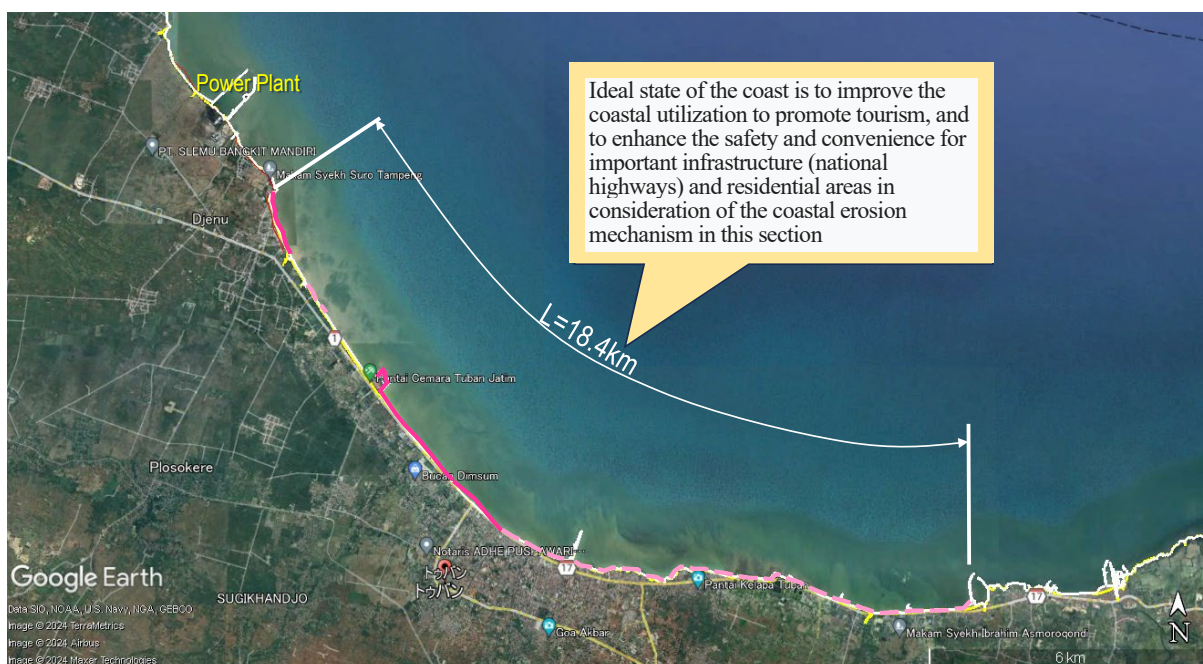 Power Plant
Ideal state of the coast is to improve the
coastal utilization to promote tourism, and
to enhance the safety and convenience for
important infrastructure (national
highways) and residential areas in
consideration of the coastal erosion
mechanism in this section
PT. SLEMU BANGKIT MANDIRI
Makam Syekh Suro Tampeng
Djenu
L=18.4km
1
Pantai Cemara Tuban Jatim
Plosokere
Bucan Dimsum
Notaris ADHE PUSPAWARI...
17
トゥバン
トゥバン
Pantai Kelapa Tuban
17
Google Earth
SUGIKHANDJO
Data SIO, NOAA, U.S. Navy, NGA, GEBCO
Image © 2024 TerraMetrics
Image © 2024 Airbus
Image © 2024 Maxar Technologies
Goa Akbar
Makam Syekh Ibrahim Asmoroqondi
N
6 km